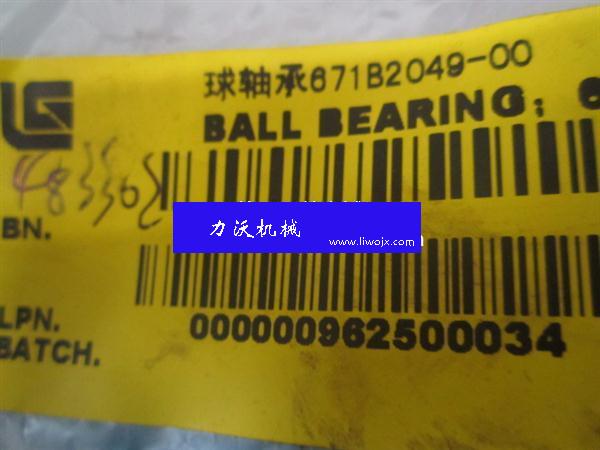 球轴承671B2049-00
BALL BEARING;
BN.
力沃机械
www.liwojx.com
LPN.
000000962500034
BATCH.